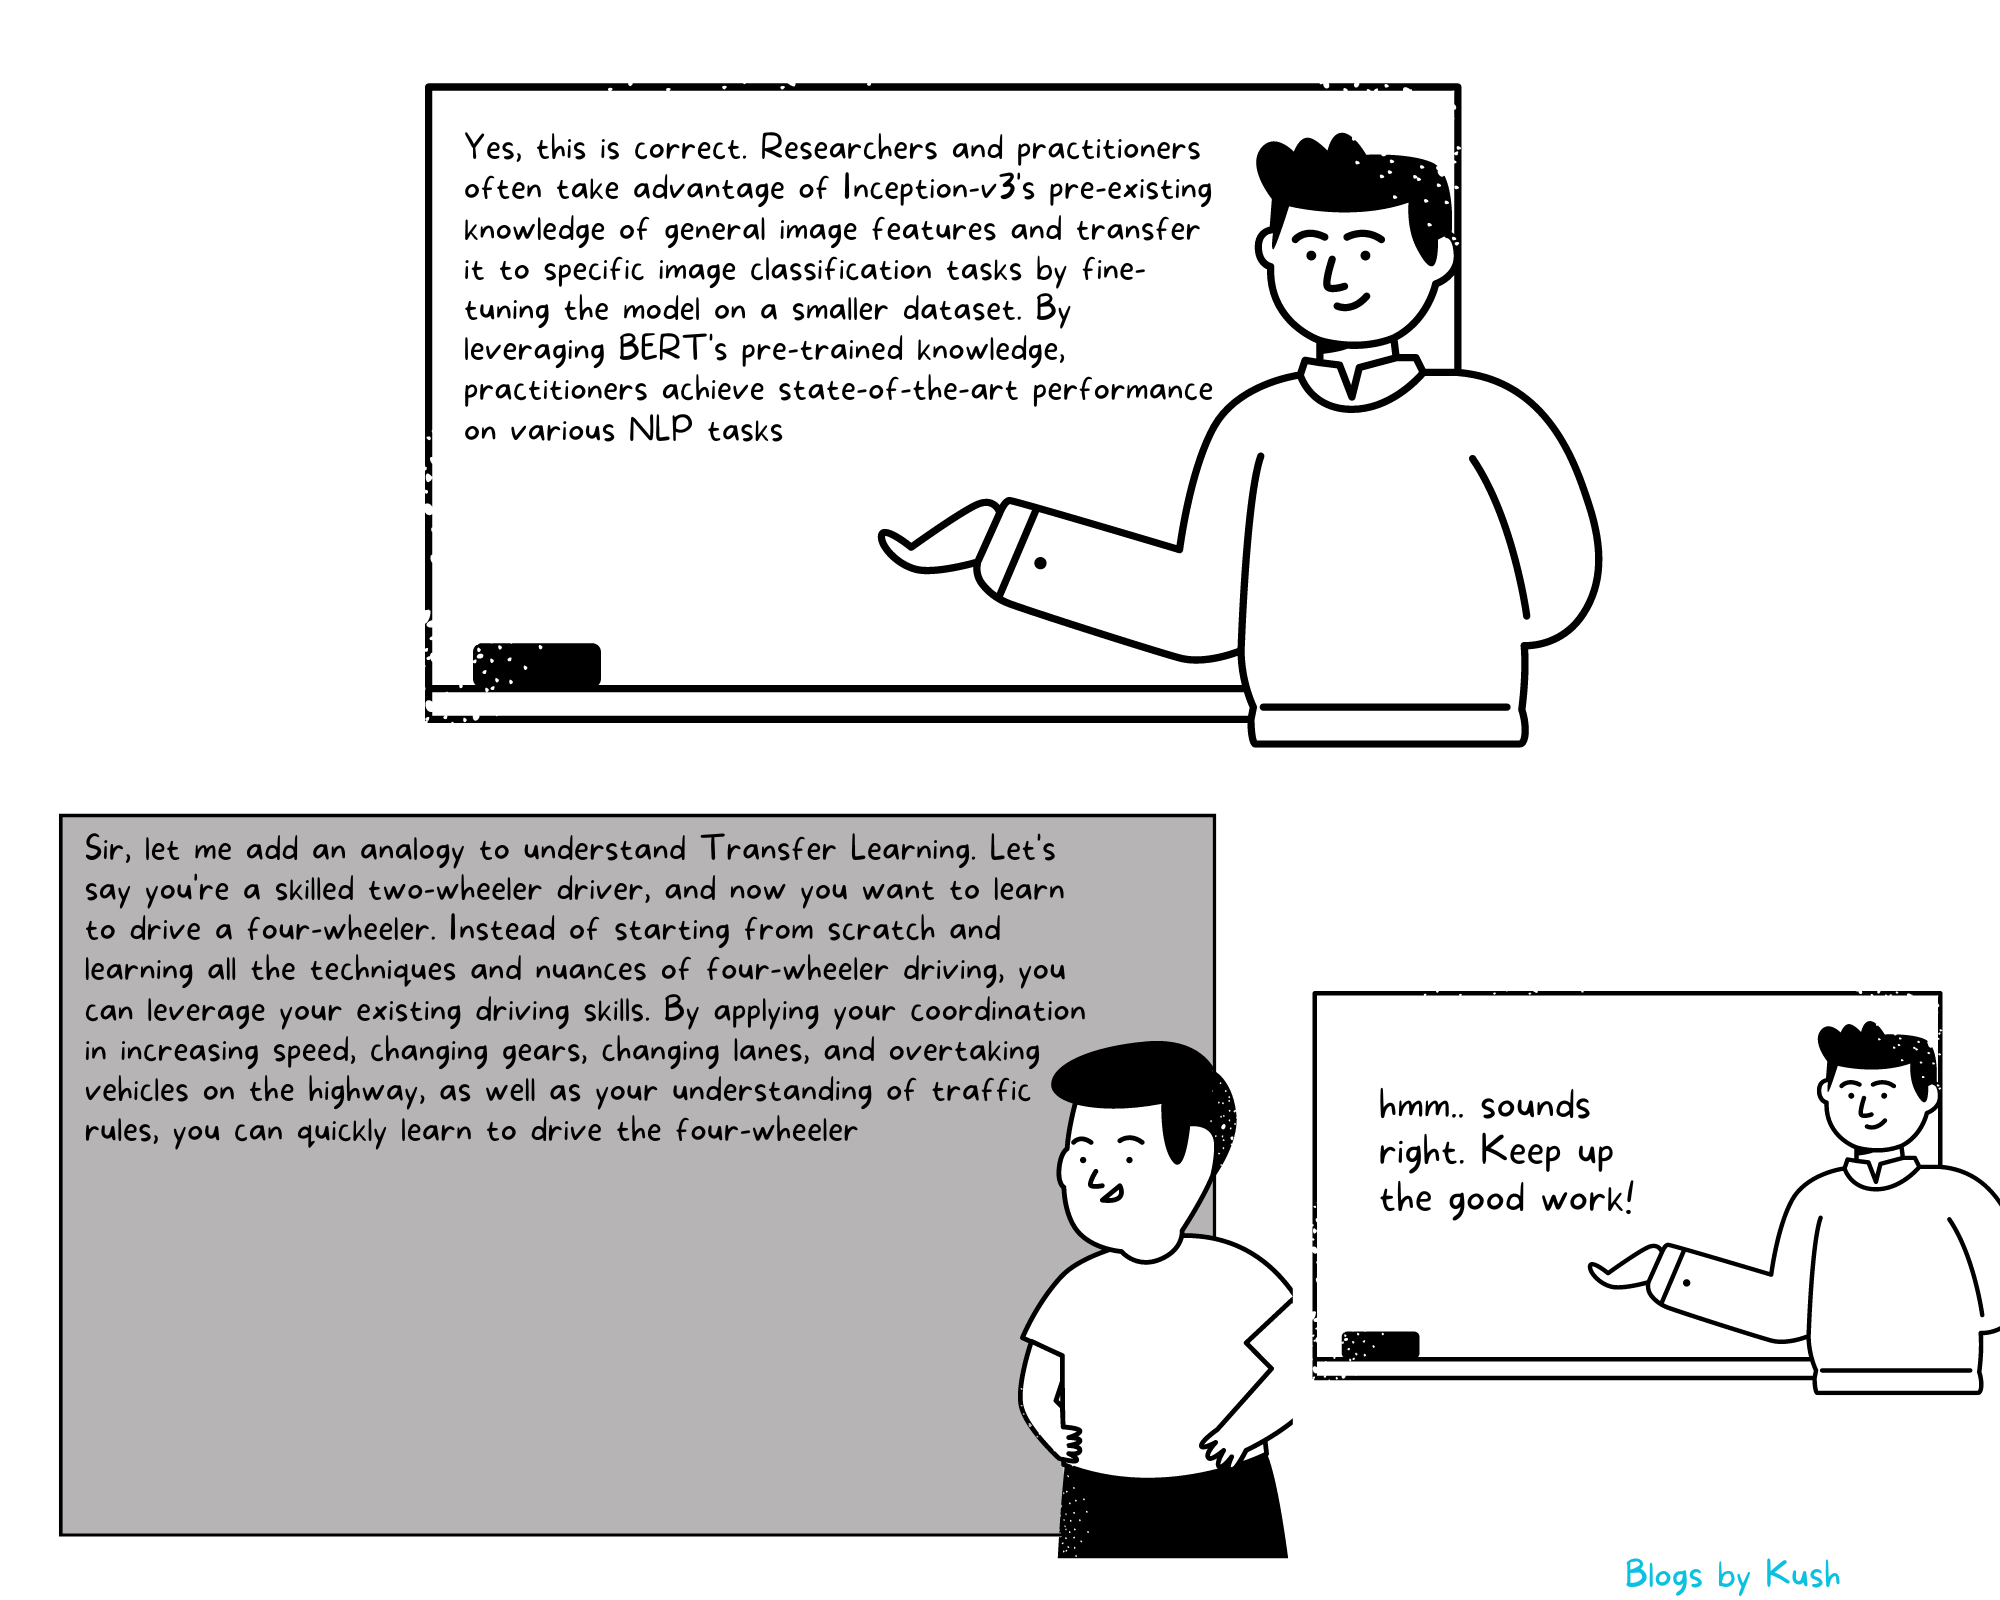 Yes, this is correct. Researchers and practitioners
often take advantage of Inception-v3's pre-existing
knowledge of general image features and transfer
it to specific image classification tasks by fine-
tuning the model on a smaller dataset. By
leveraging BERT's pre-trained knowledge,
practitioners achieve state-of-the-art performance
on various NLP tasks
Sir, let me add an analogy to understand Transfer Learning. Let's
say you're a skilled two-wheeler driver, and now you want to learn
to drive a four-wheeler. Instead of starting from scratch and
learning all the techniques and nuances of four-wheeler driving, you
can leverage your existing driving skills. By applying your coordination
in increasing speed, changing gears, changing lanes, and overtaking
vehicles on the highway, as well as your understanding of traffic
rules, you can quickly learn to drive the four-wheeler
hmm.. sounds
right. Keep up
the good work!
Blogs by Kush